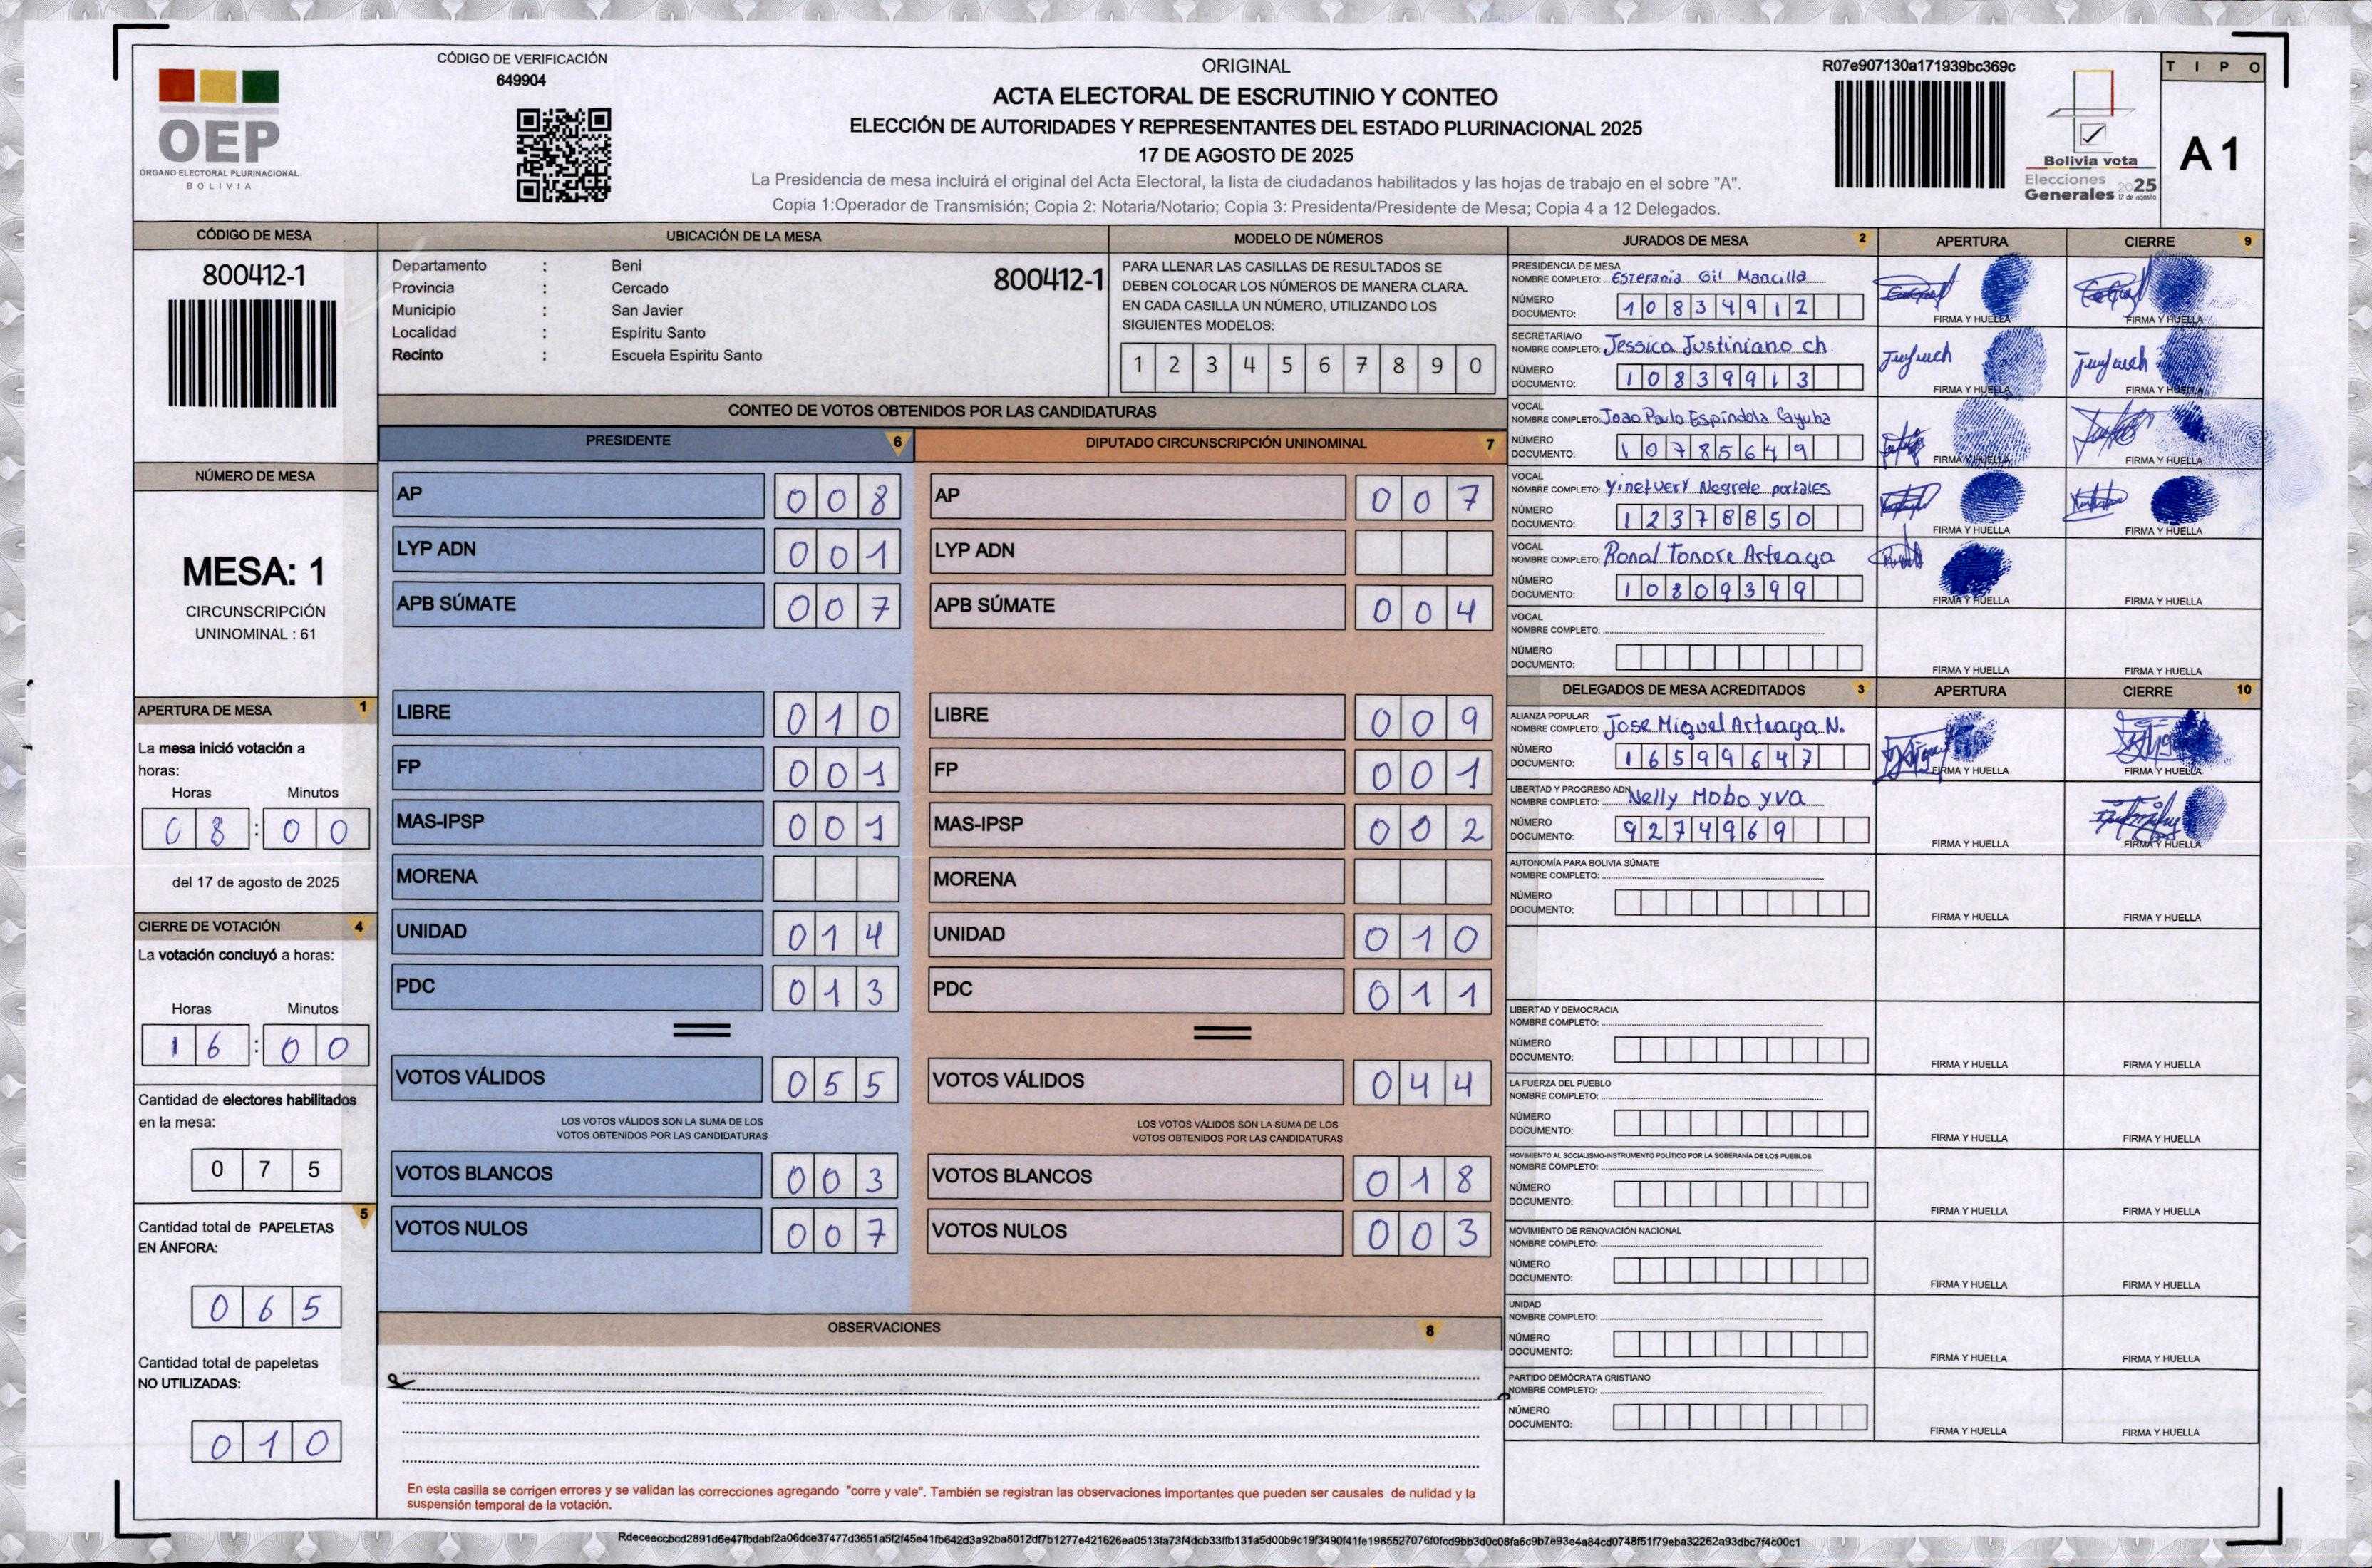 CÓDIGO DE VERIFICACIÓN
649904
OEP
ÓRGANO ELECTORAL PLURINACIONAL
BOLIVIA
ORIGINAL
ACTA ELECTORAL DE ESCRUTINIO Y CONTEO
ELECCIÓN DE AUTORIDADES Y REPRESENTANTES DEL ESTADO PLURINACIONAL 2025
17 DE AGOSTO DE 2025
La Presidencia de mesa incluirá el original del Acta Electoral, la lista de ciudadanos habilitados y las hojas de trabajo en el sobre "A".
Copia 1:Operador de Transmisión; Copia 2: Notaria/Notario; Copia 3: Presidenta/Presidente de Mesa; Copia 4 a 12 Delegados.
R07e907130a171939bc369c
Bolivia vota
Elecciones
Generales 2025
17 de agosto
TIPO
A1
CÓDIGO DE MESA
800412-1
NÚMERO DE MESA
MESA: 1
CIRCUNSCRIPCIÓN
UNINOMINAL : 61
APERTURA DE MESA 1
La mesa inició votación a
horas:
Horas Minutos
08:00
del 17 de agosto de 2025
CIERRE DE VOTACIÓN 4
La votación concluyó a horas:
Horas Minutos
16:00
Cantidad de electores habilitados
en la mesa:
075
5
Cantidad total de PAPELETAS
EN ÁNFORA:
065
Cantidad total de papeletas
NO UTILIZADAS:
010
UBICACIÓN DE LA MESA
Departamento : Beni
Provincia : Cercado
Municipio : San Javier
Localidad : Espíritu Santo
Recinto : Escuela Espiritu Santo
800412-1
MODELO DE NÚMEROS
PARA LLENAR LAS CASILLAS DE RESULTADOS SE
DEBEN COLOCAR LOS NÚMEROS DE MANERA CLARA.
EN CADA CASILLA UN NÚMERO, UTILIZANDO LOS
SIGUIENTES MODELOS:
1 2 3 4 5 6 7 8 9 0
CONTEO DE VOTOS OBTENIDOS POR LAS CANDIDATURAS
PRESIDENTE 6
AP 008
LYP ADN 001
APB SÚMATE 007
LIBRE 010
FP 001
MAS-IPSP 001
MORENA
UNIDAD 014
PDC 013
VOTOS VÁLIDOS 055
LOS VOTOS VÁLIDOS SON LA SUMA DE LOS
VOTOS OBTENIDOS POR LAS CANDIDATURAS
VOTOS BLANCOS 003
VOTOS NULOS 007
DIPUTADO CIRCUNSCRIPCIÓN UNINOMINAL 7
AP 007
LYP ADN
APB SÚMATE 004
LIBRE 009
FP 001
MAS-IPSP 002
MORENA
UNIDAD 010
PDC 011
VOTOS VÁLIDOS 044
LOS VOTOS VÁLIDOS SON LA SUMA DE LOS
VOTOS OBTENIDOS POR LAS CANDIDATURAS
VOTOS BLANCOS 018
VOTOS NULOS 003
OBSERVACIONES 8
En esta casilla se corrigen errores y se validan las correcciones agregando "corre y vale". También se registran las observaciones importantes que pueden ser causales de nulidad y la
suspensión temporal de la votación.
JURADOS DE MESA 2 APERTURA CIERRE 9
PRESIDENCIA DE MESA
NOMBRE COMPLETO: Esterania Gil Mancilla
NÚMERO
DOCUMENTO: 10834912
FIRMA Y HUELLA FIRMA Y HUELLA
SECRETARIA/O
NOMBRE COMPLETO: Jessica Justiniano ch
NÚMERO
DOCUMENTO: 10839913
FIRMA Y HUELLA FIRMA Y HUELLA
VOCAL
NOMBRE COMPLETO: Joao Paulo Espindola Cayuba
NÚMERO
DOCUMENTO: 10785649
FIRMA Y HUELLA FIRMA Y HUELLA
VOCAL
NOMBRE COMPLETO: Yinetvery Negrete portales
NÚMERO
DOCUMENTO: 12378850
FIRMA Y HUELLA FIRMA Y HUELLA
VOCAL
NOMBRE COMPLETO: Ronal Tonore Arteaga
NÚMERO
DOCUMENTO: 10809399
FIRMA Y HUELLA FIRMA Y HUELLA
VOCAL
NOMBRE COMPLETO:
NÚMERO
DOCUMENTO:
FIRMA Y HUELLA FIRMA Y HUELLA
DELEGADOS DE MESA ACREDITADOS 3 APERTURA CIERRE 10
ALIANZA POPULAR
NOMBRE COMPLETO: Jose Miguel Arteaga N.
NÚMERO
DOCUMENTO: 16599647
FIRMA Y HUELLA FIRMA Y HUELLA
LIBERTAD Y PROGRESO ADN
NOMBRE COMPLETO: Nelly Mobo yva
NÚMERO
DOCUMENTO: 9274969
FIRMA Y HUELLA FIRMA Y HUELLA
AUTONOMÍA PARA BOLIVIA SÚMATE
NOMBRE COMPLETO:
NÚMERO
DOCUMENTO:
FIRMA Y HUELLA FIRMA Y HUELLA
LIBERTAD Y DEMOCRACIA
NOMBRE COMPLETO:
NÚMERO
DOCUMENTO:
FIRMA Y HUELLA FIRMA Y HUELLA
LA FUERZA DEL PUEBLO
NOMBRE COMPLETO:
NÚMERO
DOCUMENTO:
FIRMA Y HUELLA FIRMA Y HUELLA
MOVIMIENTO AL SOCIALISMO-INSTRUMENTO POLÍTICO POR LA SOBERANÍA DE LOS PUEBLOS
NOMBRE COMPLETO:
NÚMERO
DOCUMENTO:
FIRMA Y HUELLA FIRMA Y HUELLA
MOVIMIENTO DE RENOVACIÓN NACIONAL
NOMBRE COMPLETO:
NÚMERO
DOCUMENTO:
FIRMA Y HUELLA FIRMA Y HUELLA
UNIDAD
NOMBRE COMPLETO:
NÚMERO
DOCUMENTO:
FIRMA Y HUELLA FIRMA Y HUELLA
PARTIDO DEMÓCRATA CRISTIANO
NOMBRE COMPLETO:
NÚMERO
DOCUMENTO:
FIRMA Y HUELLA FIRMA Y HUELLA